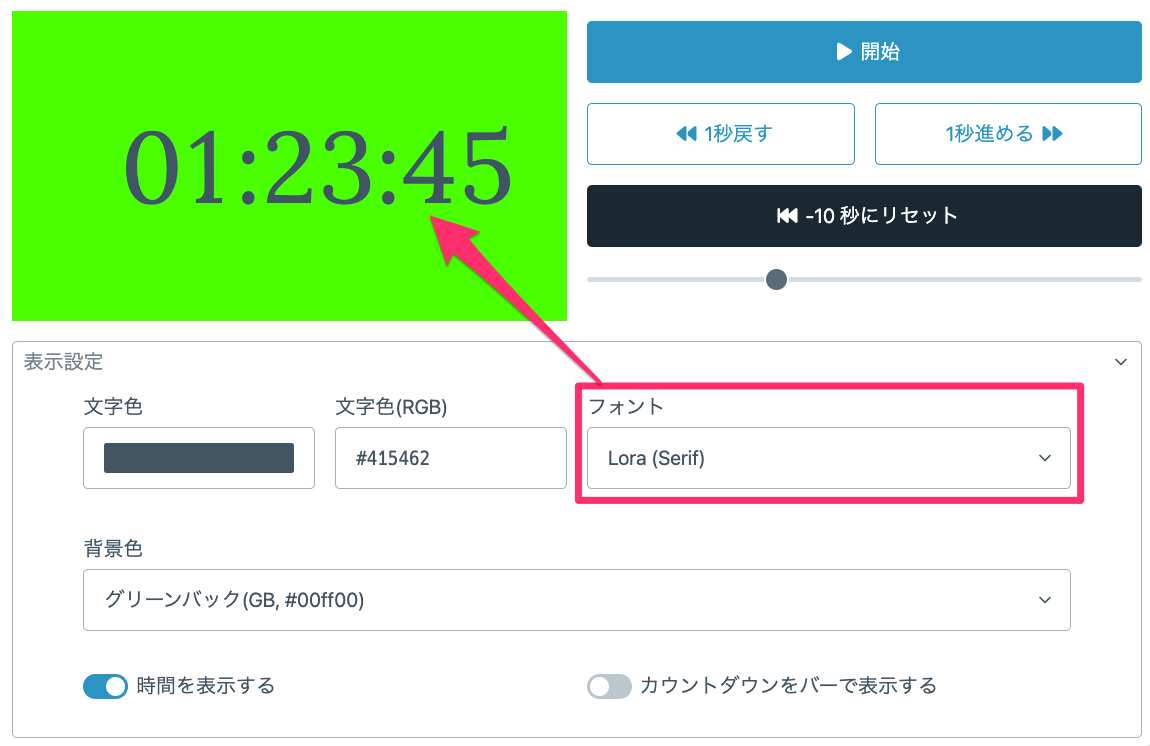 01:23:45
開始
1秒戻す
1秒進める
-10 秒にリセット
表示設定
文字色
文字色(RGB)
フォント
#415462
Lora (Serif)
背景色
グリーンバック(GB, #00ff00)
時間を表示する
カウントダウンをバーで表示する